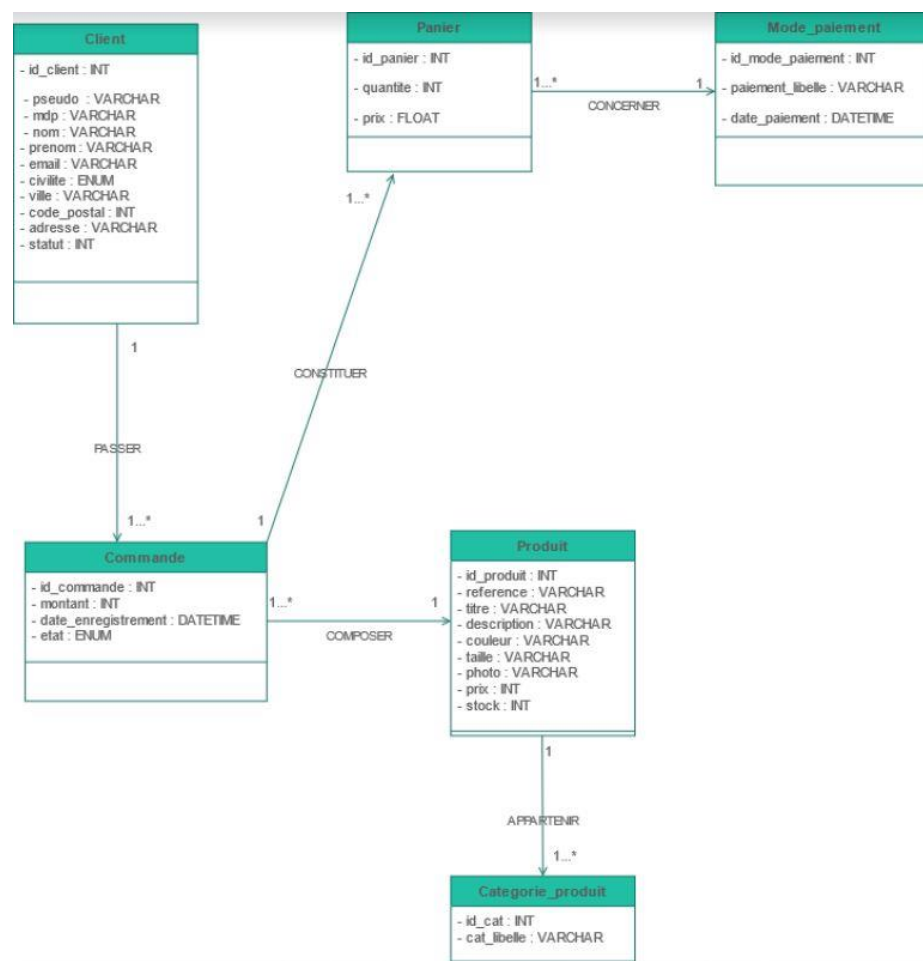 Client
- id_client : INT
- pseudo : VARCHAR
- mdp : VARCHAR
- nom : VARCHAR
- prenom : VARCHAR
- email : VARCHAR
- civilite : ENUM
- ville : VARCHAR
- code_postal : INT
- adresse : VARCHAR
- statut : INT
Panier
- id_panier : INT
- quantite : INT
- prix : FLOAT
1...*
CONCERNER
1
Mode_paiement
- id_mode_paiement : INT
- paiement_libelle : VARCHAR
- date_paiement : DATETIME
1...*
CONSTITUER
1
1
PASSER
1...*
Commande
- id_commande : INT
- montant : INT
- date_enregistrement : DATETIME
- etat : ENUM
1...*
COMPOSER
1
Produit
- id_produit : INT
- reference : VARCHAR
- titre : VARCHAR
- description : VARCHAR
- couleur : VARCHAR
- taille : VARCHAR
- photo : VARCHAR
- prix : INT
- stock : INT
1
APPARTENIR
1...*
Categorie_produit
- id_cat : INT
- cat_libelle : VARCHAR